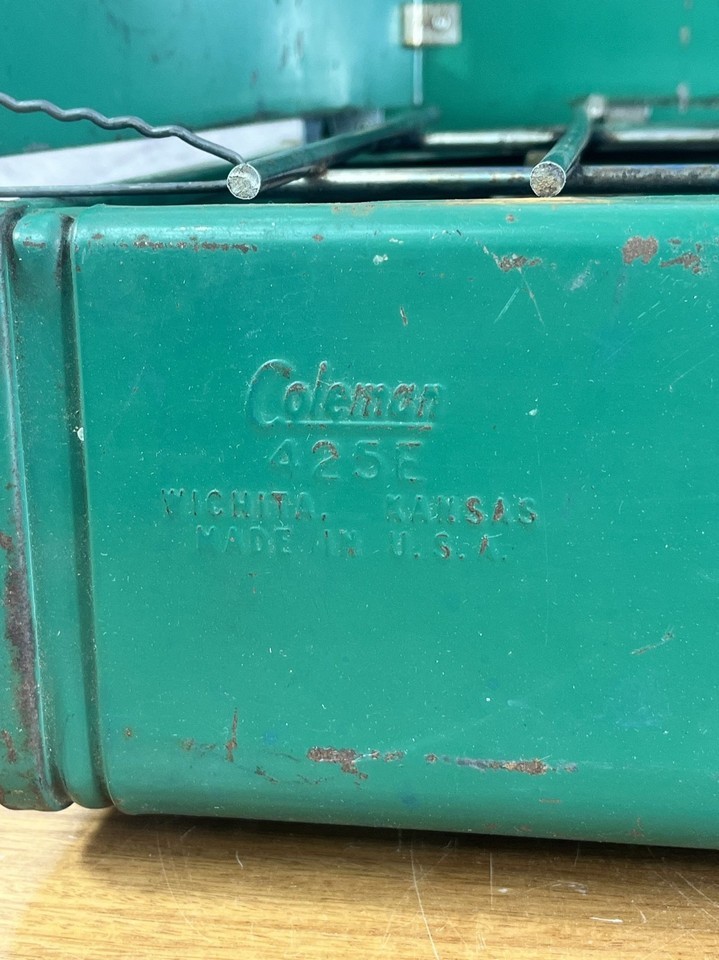 Coleman
425E
WICHITA, KANSAS
MADE IN U.S.A.